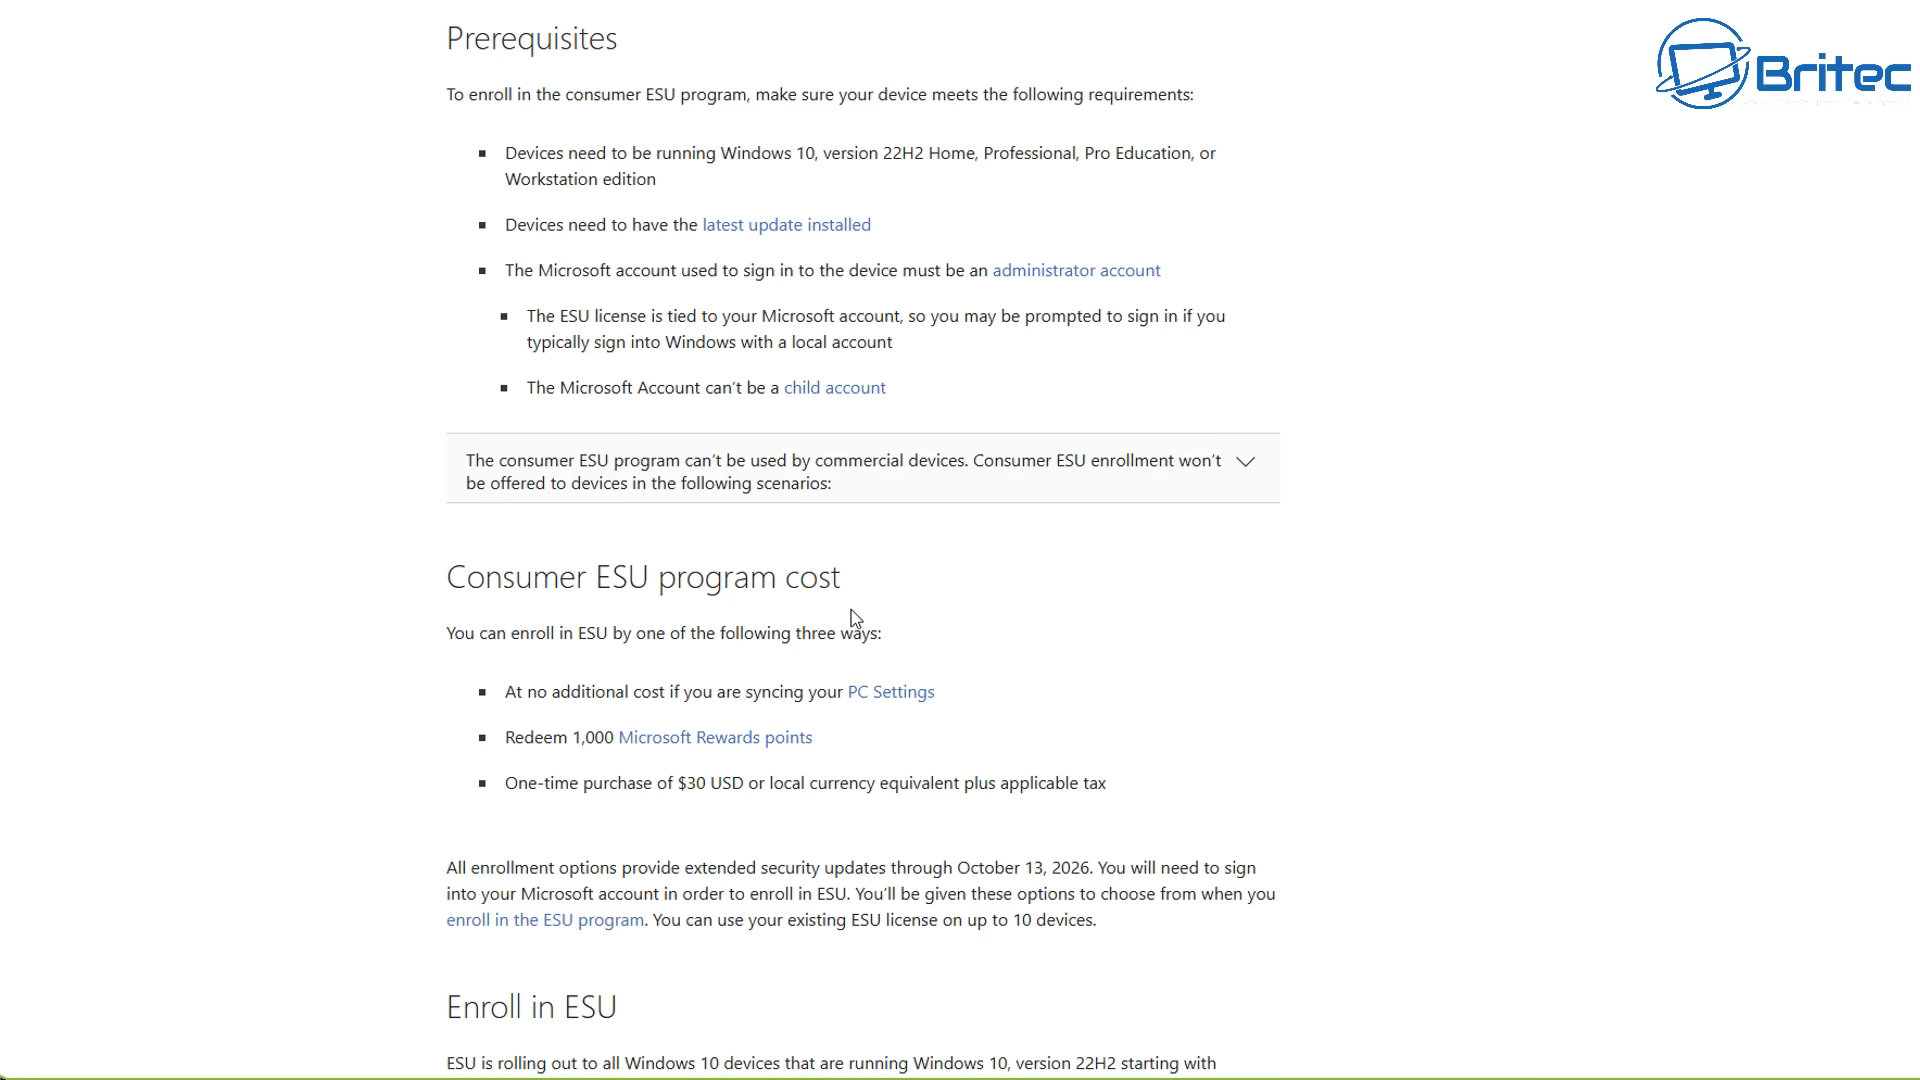 Prerequisites
Britec
To enroll in the consumer ESU program, make sure your device meets the following requirements:
Devices need to be running Windows 10, version 22H2 Home, Professional, Pro Education, or
Workstation edition
Devices need to have the latest update installed
The Microsoft account used to sign in to the device must be an administrator account
The ESU license is tied to your Microsoft account, so you may be prompted to sign in if you
typically sign into Windows with a local account
The Microsoft Account can't be a child account
The consumer ESU program can't be used by commercial devices. Consumer ESU enrollment won't
be offered to devices in the following scenarios:
Consumer ESU program cost
You can enroll in ESU by one of the following three ways:
At no additional cost if you are syncing your PC Settings
Redeem 1,000 Microsoft Rewards points
One-time purchase of $30 USD or local currency equivalent plus applicable tax
All enrollment options provide extended security updates through October 13, 2026. You will need to sign
into your Microsoft account in order to enroll in ESU. You'll be given these options to choose from when you
enroll in the ESU program. You can use your existing ESU license on up to 10 devices.
Enroll in ESU
ESU is rolling out to all Windows 10 devices that are running Windows 10, version 22H2 starting with